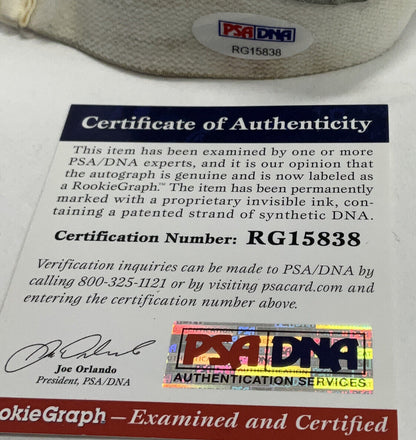 PSA DNA
RG15838
Certificate of Authenticity
This item has been examined by one or more
PSA/DNA experts, and it is our opinion that
the autograph is genuine and is now labeled as
a RookieGraph™ The item has been permanently
marked with a proprietary invisible ink, con-
taining a patented strand of synthetic DNA.
Certification Number: RG15838
Verification inquiries can be made to PSA/DNA by
calling 800-325-1121 or by visiting psacard.com and
entering the certification number above.
Joe Orlando
President, PSA/DNA
PSA DNA
AUTHENTICATION SERVICES
ookieGraph – Examined and Certified